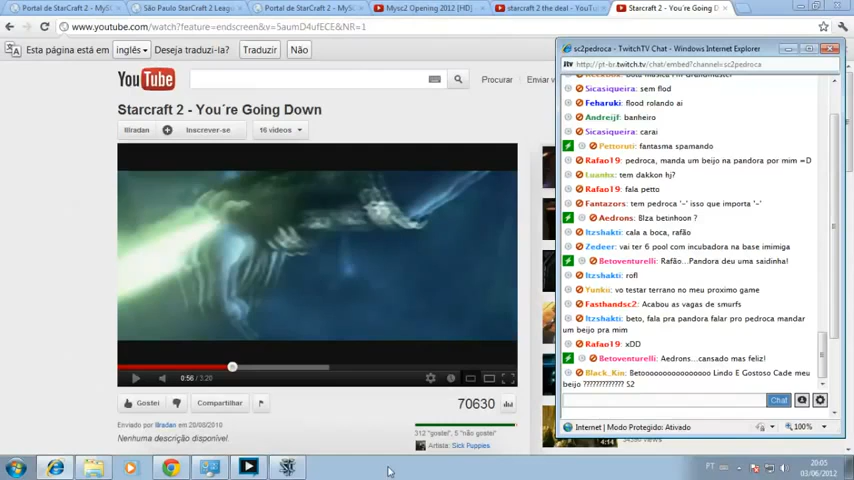 Portal de StarCraft 2 - MySC
São Paulo StarCraft 2 Leag
Portal de StarCraft 2 - MySC
Mysc2 Opening 2012 [HD]
starcraft 2 the deal - YouTu
Starcraft 2 - You´re Going D
www.youtube.com/watch?feature=endscreen&v=5aumD4ufECE&NR=1
Esta página está em inglês Deseja traduzi-la? Traduzir Não
YouTube
Procurar Enviar v
Starcraft 2 - You´re Going Down
Iliradan Inscrever-se 16 vídeos
0:56 / 3:20
Gostei Compartilhar 70630
Enviado por iliradan em 20/08/2010
Nenhuma descrição disponível.
312 "gostei", 5 "não gostei"
Artista: Sick Puppies
4:14
sc2pedroca - TwitchTV Chat - Windows Internet Explorer
http://pt-br.twitch.tv/chat/embed?channel=sc2pedroca
Sicasiqueira: sem flod
Feharuki: flood rolando ai
Andreijf: banheiro
Sicasiqueira: carai
Pettoruti: fantasma spamando
Rafao19: pedroca, manda um beijo na pandora por mim =D
Luanhx: tem dakkon hj?
Rafao19: fala petto
Fantazors: tem pedroca '-' isso que importa '-'
Aedrons: Blza betinhoon ?
Itzshakti: cala a boca, rafão
Zedeer: vai ter 6 pool com incubadora na base imimiga
Betoventurelli: Rafão...Pandora deu uma saidinha!
Itzshakti: rofl
Yunkii: vo testar terrano no meu proximo game
Fasthandsc2: Acabou as vagas de smurfs
Itzshakti: beto, fala pra pandora falar pro pedroca mandar
um beijo pra mim
Rafao19: xDD
Betoventurelli: Aedrons...cansado mas feliz!
Black_Kin: Betooooooooooooooo Lindo E Gostoso Cade meu
beijo ????????????? S2
Chat
Internet | Modo Protegido: Ativado 100%
PT
20:05
03/06/2012